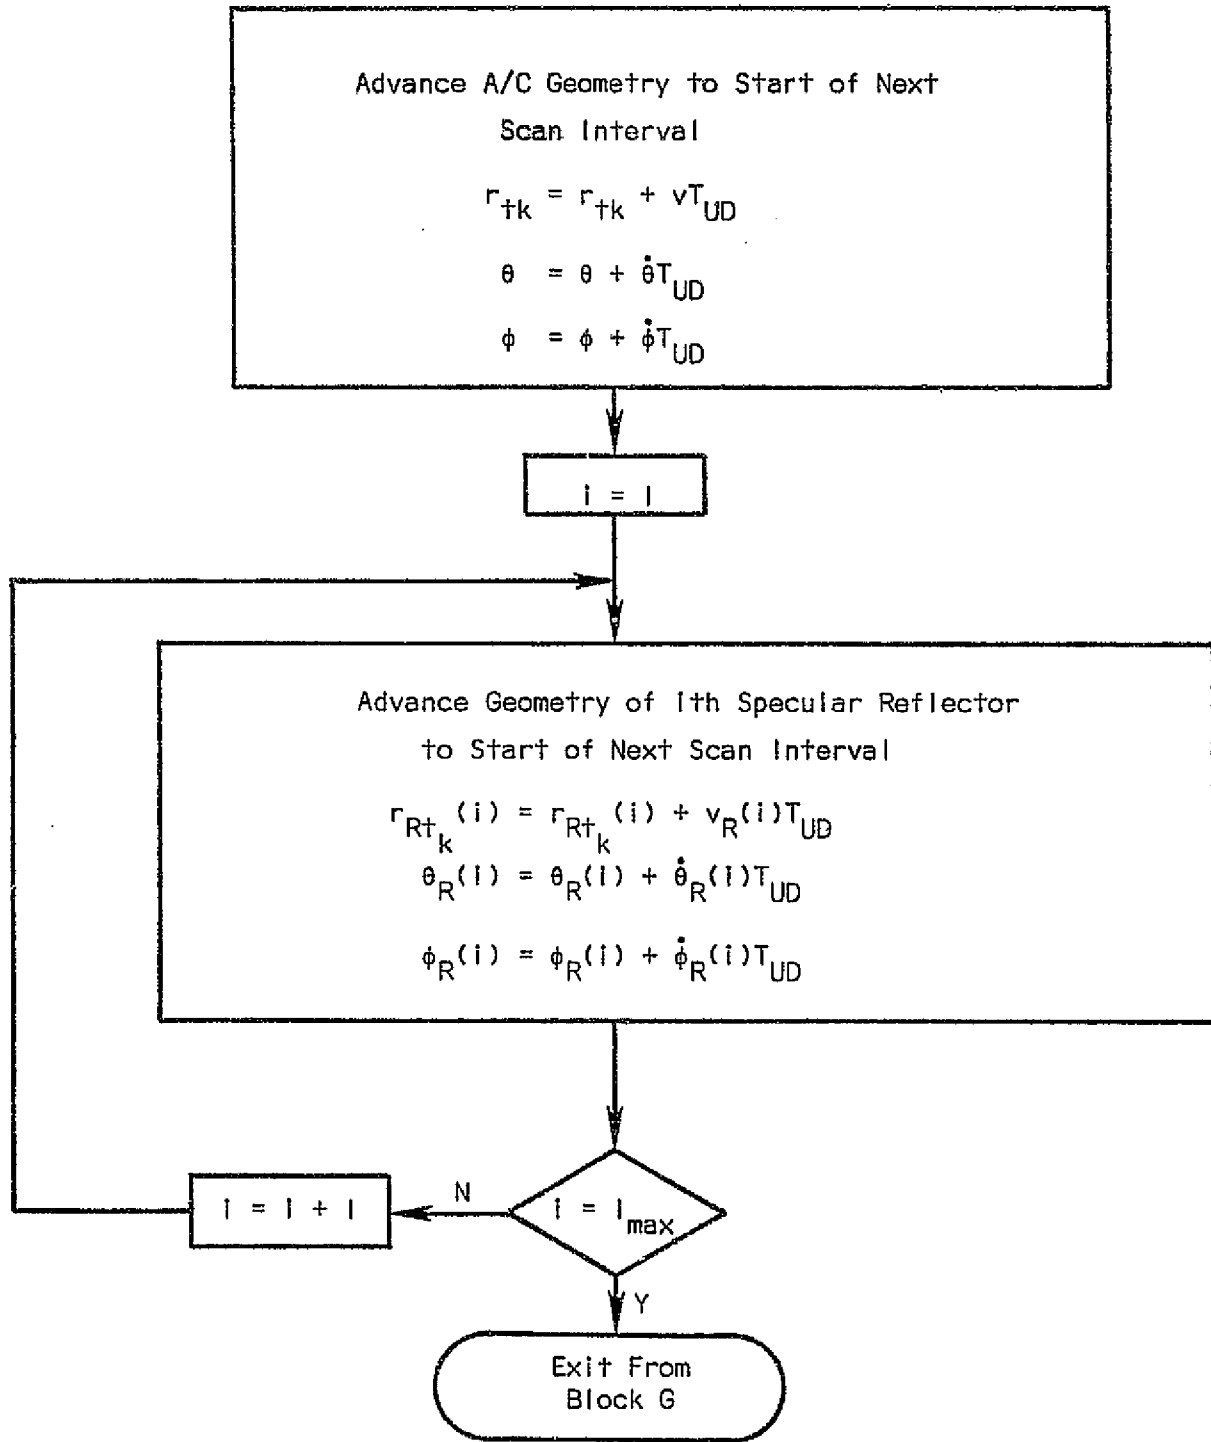 Advance A/C Geometry to Start of Next
Scan Interval
r_tk = r_tk + vT_UD
θ = θ + θ̇T_UD
ϕ = ϕ + ϕ̇T_UD
i = 1
Advance Geometry of ith Specular Reflector
to Start of Next Scan Interval
r_Rt_k(i) = r_Rt_k(i) + v_R(i)T_UD
θ_R(i) = θ_R(i) + θ̇_R(i)T_UD
ϕ_R(i) = ϕ_R(i) + ϕ̇_R(i)T_UD
i = i + 1
N
i = i_max
Y
Exit From
Block G